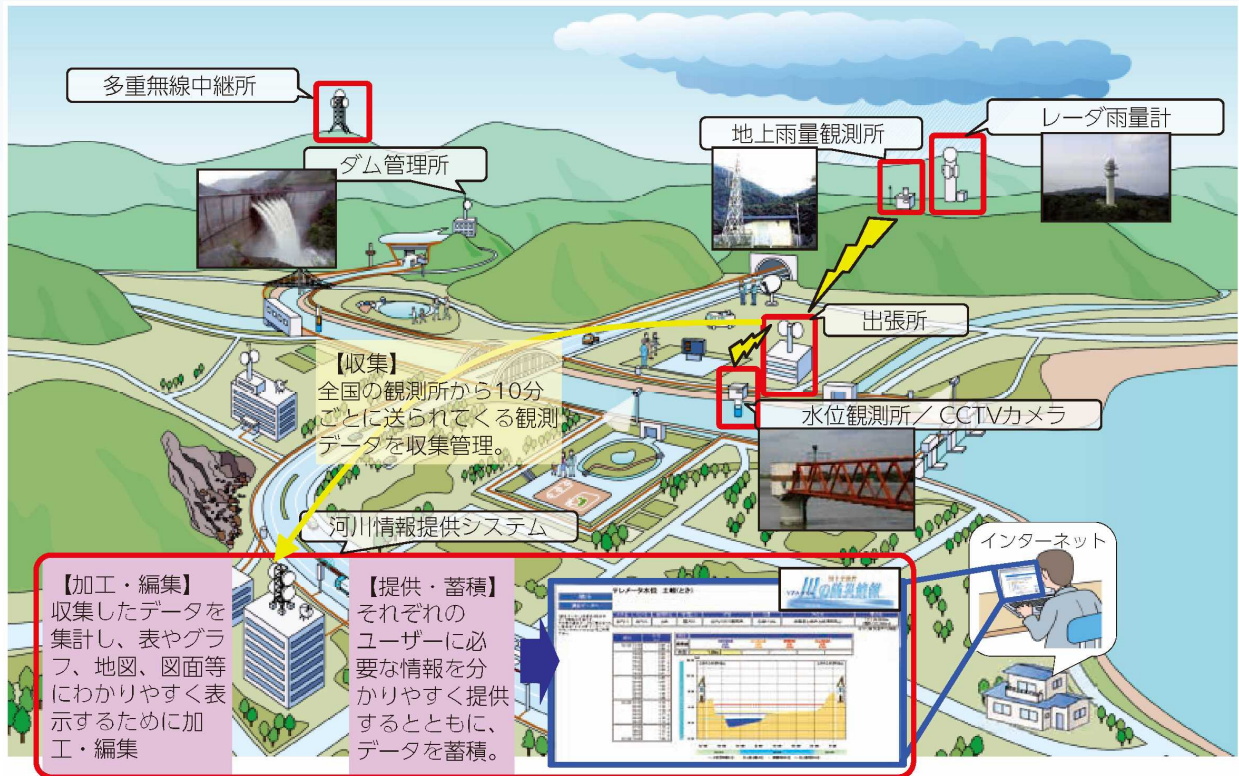 多重無線中継所
ダム管理所
地上雨量観測所
レーダ雨量計
出張所
【収集】
全国の観測所から10分
ごとに送られてくる観測
データを収集管理。
水位観測所／CCTVカメラ
河川情報提供システム
インターネット
【加工・編集】
収集したデータを
集計し、表やグラ
フ、地図、図面等
にわかりやすく表
示するために加
工・編集
【提供・蓄積】
それぞれの
ユーザーに必
要な情報を分
かりやすく提供
するとともに、
データを蓄積。
テレメータ水位
川の防災情報